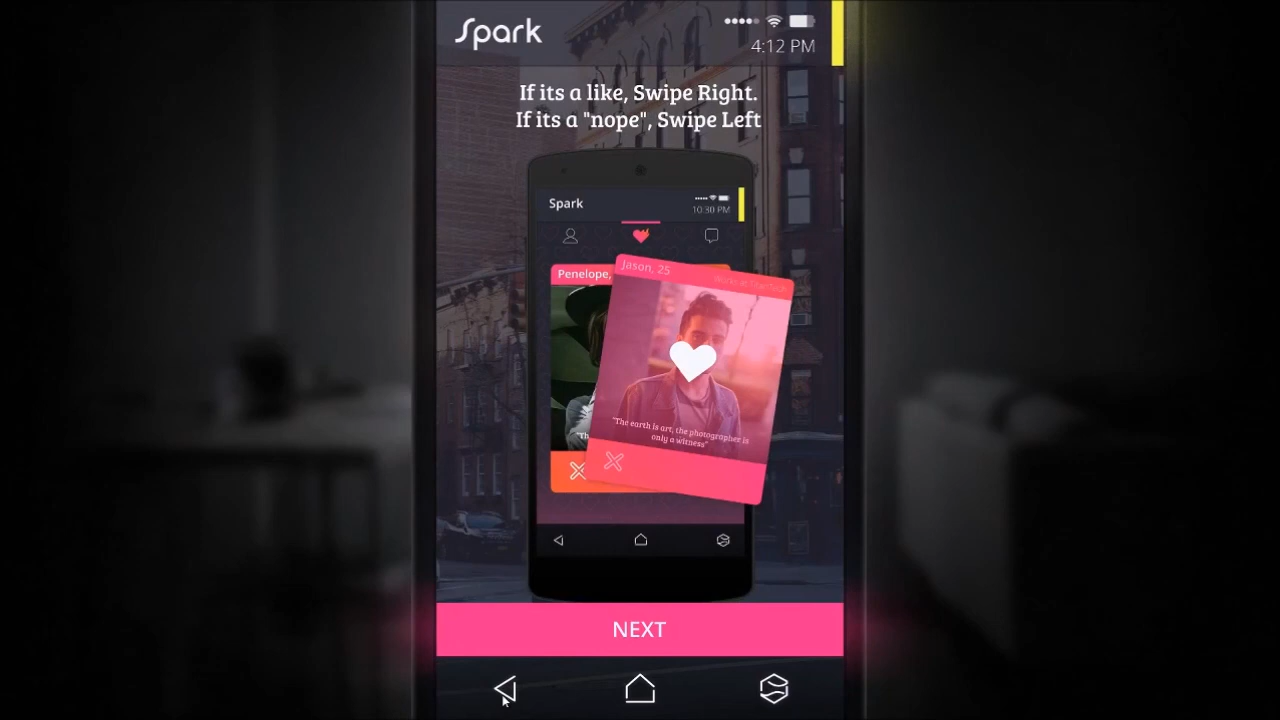 Spark
4:12 PM
If its a like, Swipe Right.
If its a "nope", Swipe Left
Spark
10:30 PM
Penelope,
Jason, 25
"The earth is art, the photographer is
only a witness"
"Th
NEXT